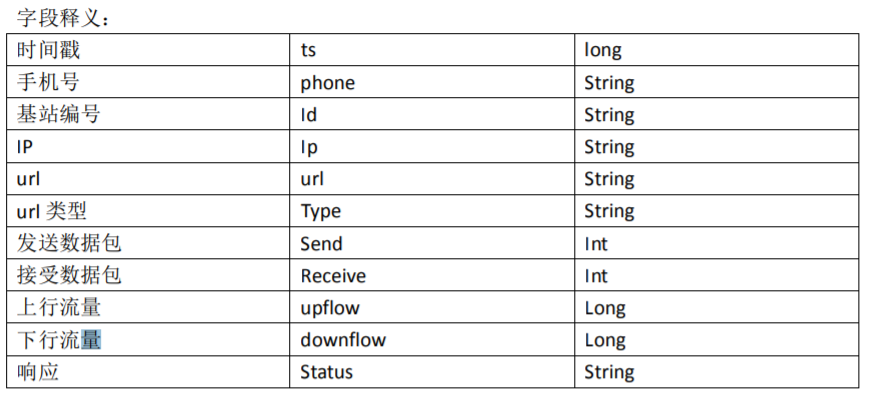 字段释义：
时间戳 ts long
手机号 phone String
基站编号 Id String
IP Ip String
url url String
url 类型 Type String
发送数据包 Send Int
接受数据包 Receive Int
上行流量 upflow Long
下行流量 downflow Long
响应 Status String